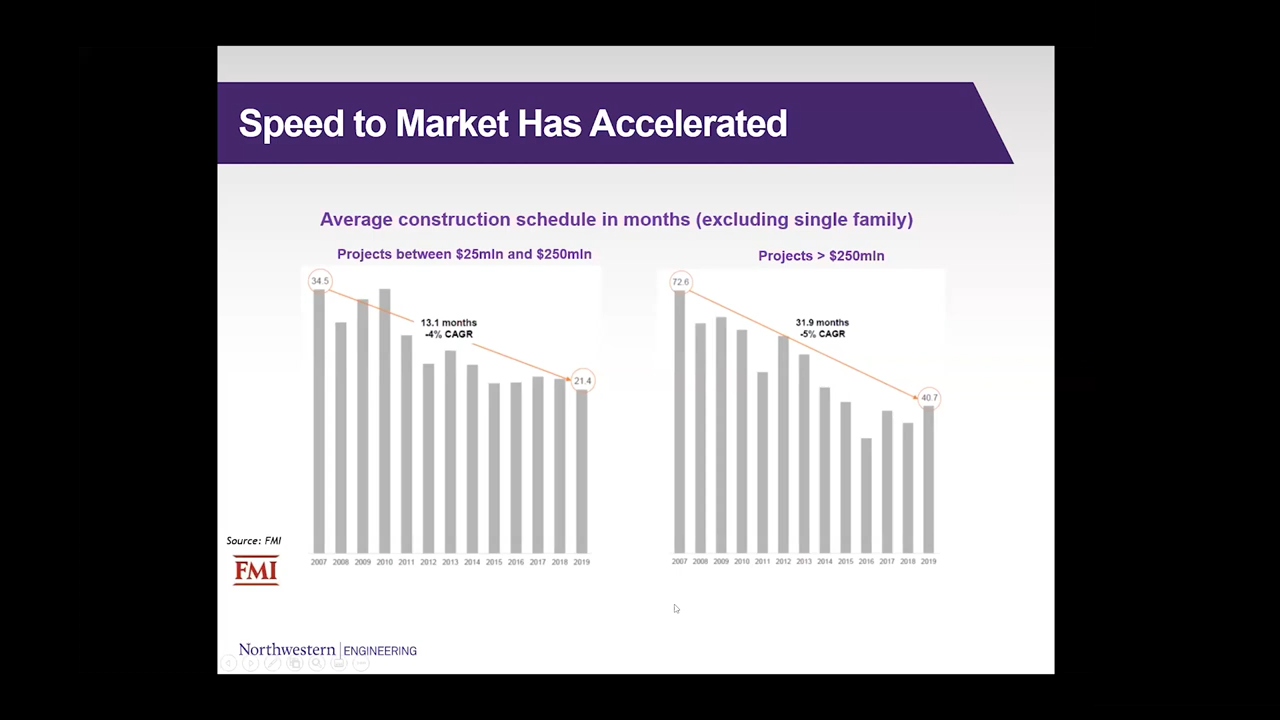 Speed to Market Has Accelerated
Average construction schedule in months (excluding single family)
Projects between $25mln and $250mln
34.5
13.1 months
-4% CAGR
21.4
2007 2008 2009 2010 2011 2012 2013 2014 2015 2016 2017 2018 2019
Projects > $250mln
72.6
31.9 months
-5% CAGR
40.7
2007 2008 2009 2010 2011 2012 2013 2014 2015 2016 2017 2018 2019
Source: FMI
FMI
Northwestern | ENGINEERING